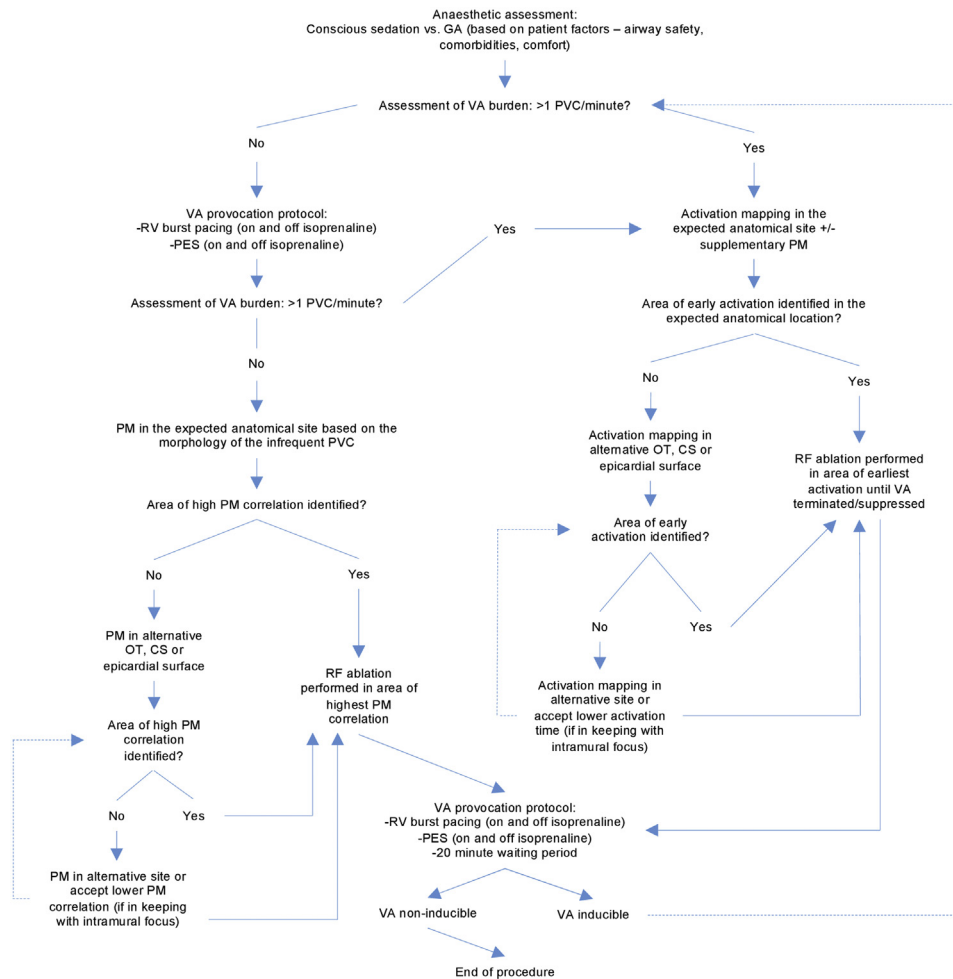 Anaesthetic assessment:
Conscious sedation vs. GA (based on patient factors – airway safety,
comorbidities, comfort)
Assessment of VA burden: >1 PVC/minute?
No
Yes
VA provocation protocol:
-RV burst pacing (on and off isoprenaline)
-PES (on and off isoprenaline)
Yes
Activation mapping in the
expected anatomical site +/-
supplementary PM
Assessment of VA burden: >1 PVC/minute?
Area of early activation identified in the
expected anatomical location?
No
No
Yes
PM in the expected anatomical site based on the
morphology of the infrequent PVC
Activation mapping in
alternative OT, CS or
epicardial surface
RF ablation performed
in area of earliest
activation until VA
terminated/suppressed
Area of high PM correlation identified?
Area of early
activation identified?
No
Yes
No
Yes
PM in alternative
OT, CS or
epicardial surface
RF ablation
performed in area of
highest PM
correlation
Activation mapping in
alternative site or
accept lower activation
time (if in keeping with
intramural focus)
Area of high PM
correlation
identified?
No
Yes
VA provocation protocol:
-RV burst pacing (on and off isoprenaline)
-PES (on and off isoprenaline)
-20 minute waiting period
PM in alternative site or
accept lower PM
correlation (if in keeping
with intramural focus)
VA non-inducible
VA inducible
End of procedure